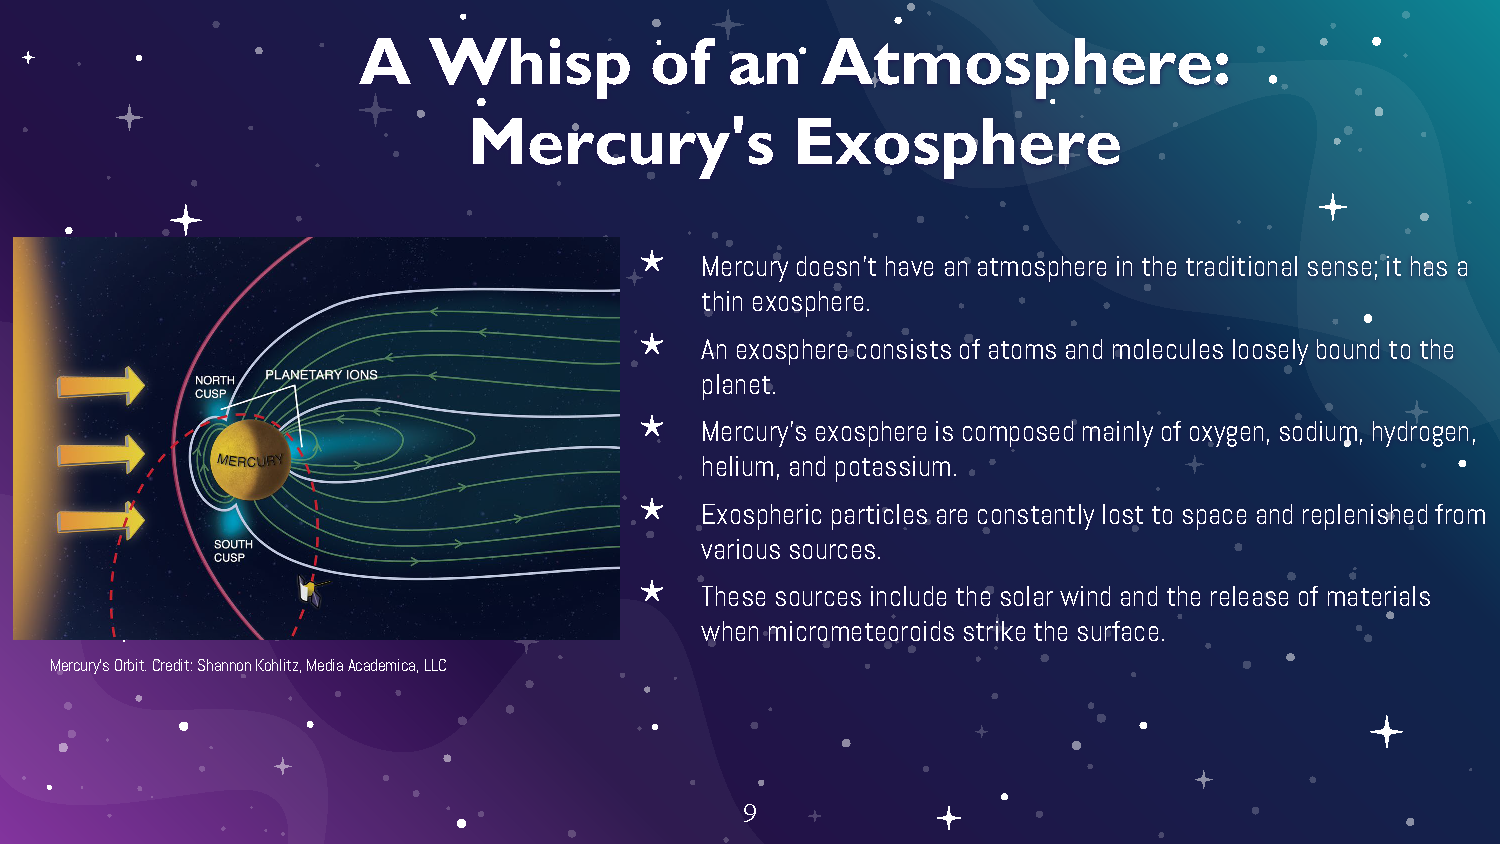 A Whisp of an Atmosphere:
Mercury's Exosphere
NORTH
CUSP
PLANETARY IONS
MERCURY
SOUTH
CUSP
Mercury's Orbit. Credit: Shannon Kohlitz, Media Academica, LLC
Mercury doesn't have an atmosphere in the traditional sense; it has a
thin exosphere.
An exosphere consists of atoms and molecules loosely bound to the
planet.
Mercury's exosphere is composed mainly of oxygen, sodium, hydrogen,
helium, and potassium.
Exospheric particles are constantly lost to space and replenished from
various sources.
These sources include the solar wind and the release of materials
when micrometeoroids strike the surface.
9